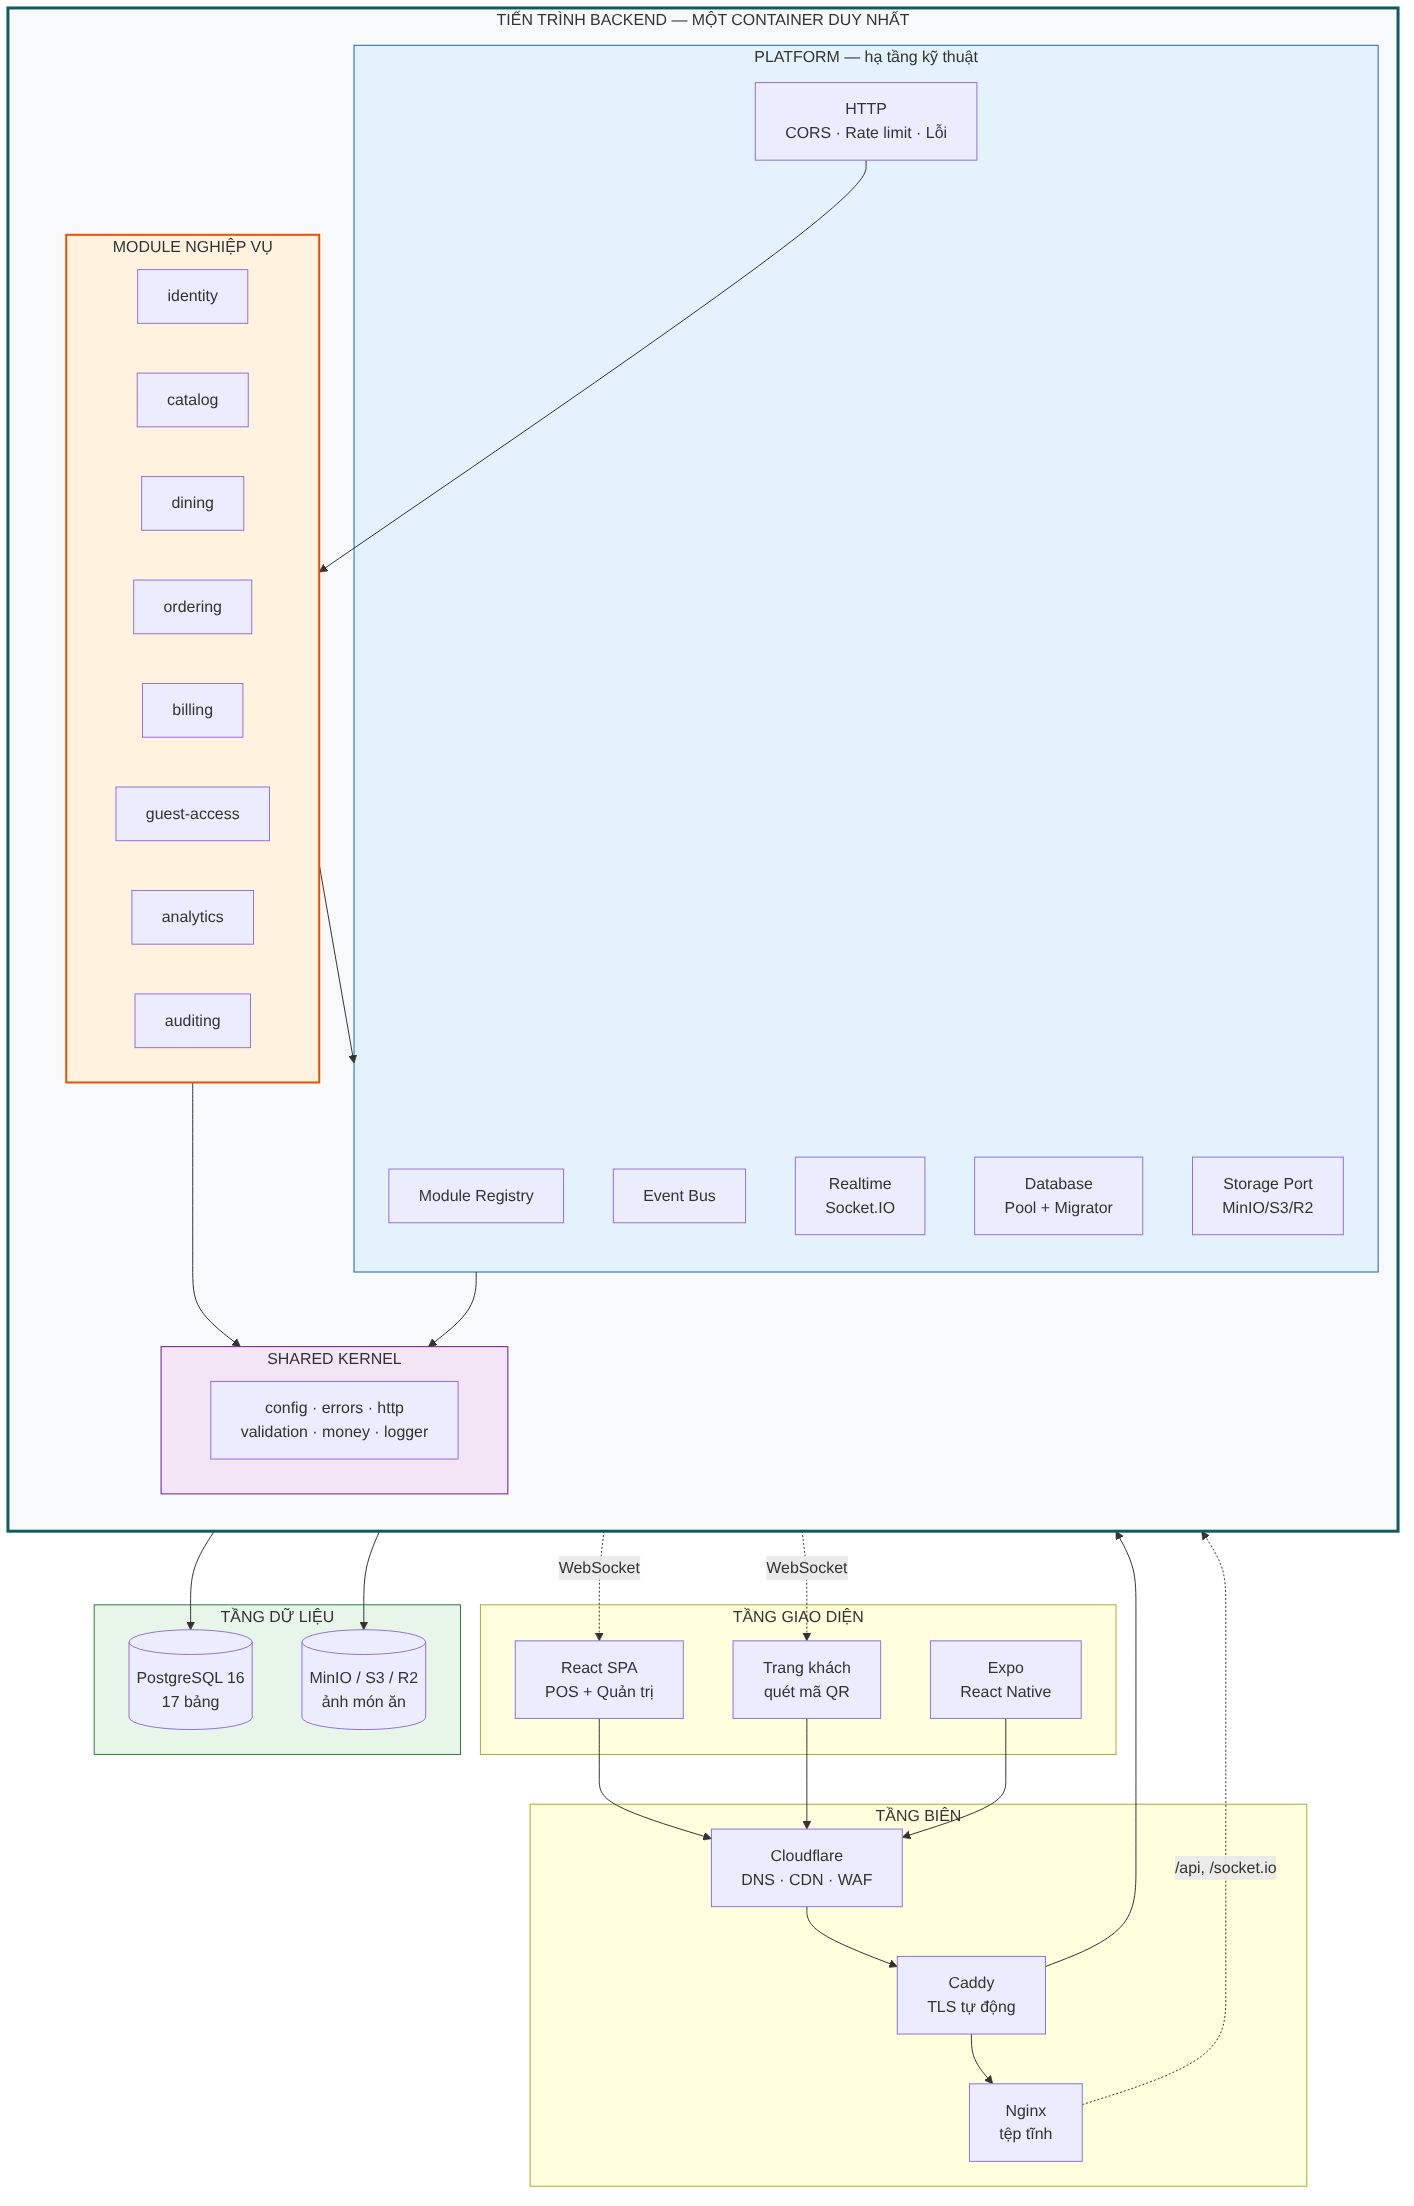 TIẾN TRÌNH BACKEND — MỘT CONTAINER DUY NHẤT
PLATFORM — hạ tầng kỹ thuật
HTTP
CORS · Rate limit · Lỗi
MODULE NGHIỆP VỤ
identity
catalog
dining
ordering
billing
guest-access
analytics
auditing
Module Registry
Event Bus
Realtime
Socket.IO
Database
Pool + Migrator
Storage Port
MinIO/S3/R2
SHARED KERNEL
config · errors · http
validation · money · logger
WebSocket
WebSocket
TẦNG DỮ LIỆU
PostgreSQL 16
17 bảng
MinIO / S3 / R2
ảnh món ăn
TẦNG GIAO DIỆN
React SPA
POS + Quản trị
Trang khách
quét mã QR
Expo
React Native
TẦNG BIÊN
Cloudflare
DNS · CDN · WAF
/api, /socket.io
Caddy
TLS tự động
Nginx
tệp tĩnh